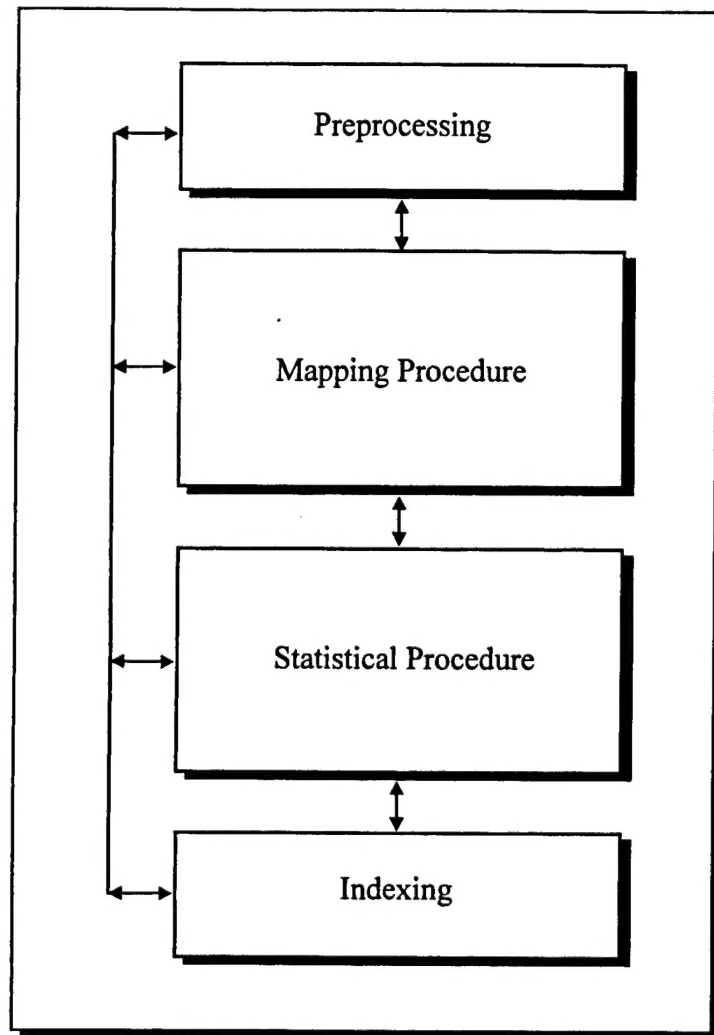 Preprocessing
Mapping Procedure
Statistical Procedure
Indexing